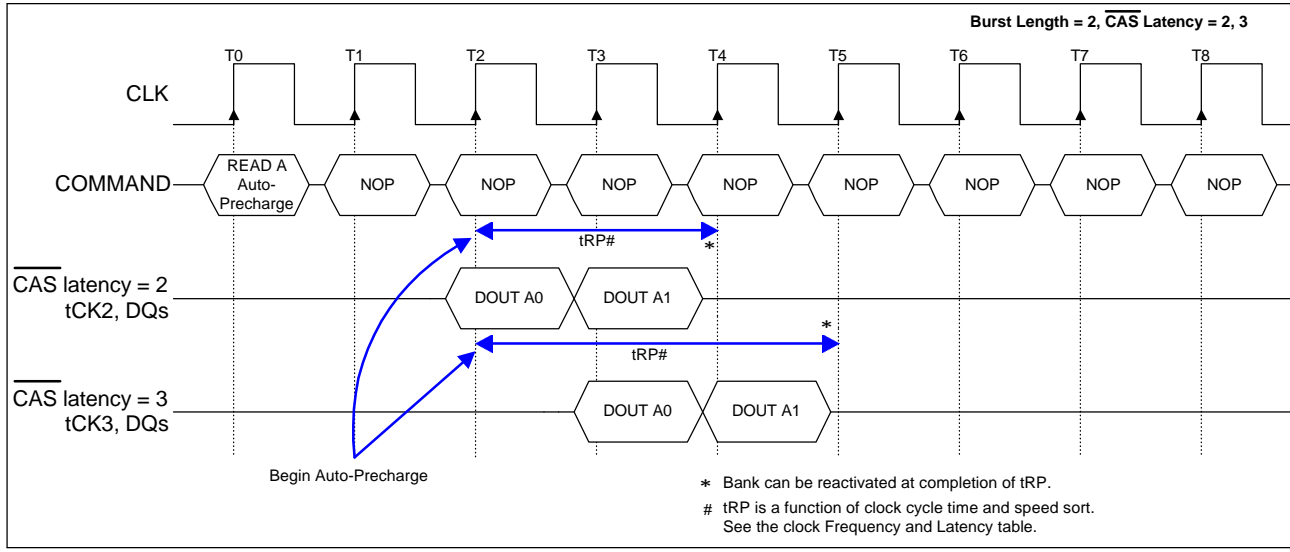 Burst Length = 2, CAS Latency = 2, 3
T0 T1 T2 T3 T4 T5 T6 T7 T8
CLK
COMMAND
READ A
Auto-
Precharge
NOP NOP NOP NOP NOP NOP NOP NOP
tRP#
*
CAS latency = 2
tCK2, DQs
DOUT A0 DOUT A1
*
tRP#
CAS latency = 3
tCK3, DQs
DOUT A0 DOUT A1
Begin Auto-Precharge
* Bank can be reactivated at completion of tRP.
# tRP is a function of clock cycle time and speed sort.
See the clock Frequency and Latency table.